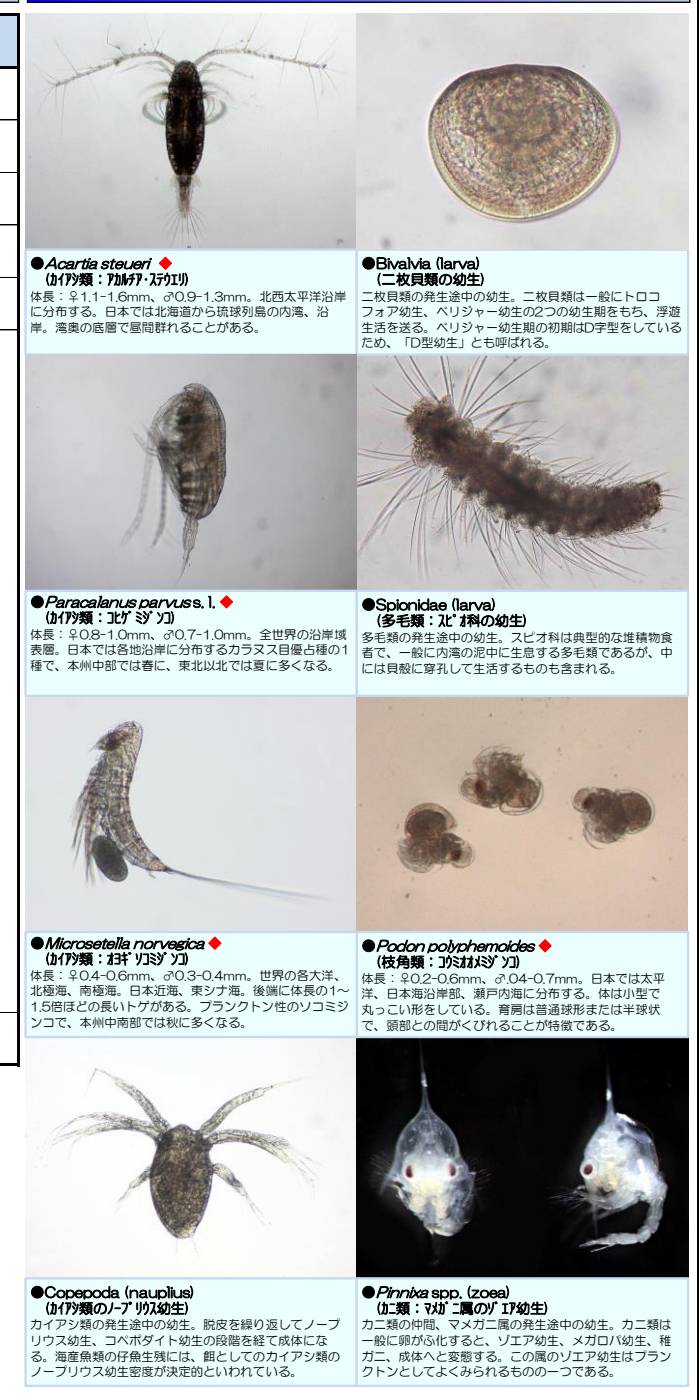 ●Acartia steueri ◆
(ｶｲｱｼ類：ｱｶﾙﾁｱ･ｽﾃｳｴﾘ)
体長：♀1.1-1.6mm、♂0.9-1.3mm。北西太平洋沿岸
に分布する。日本では北海道から琉球列島の内湾、沿
岸。湾奥の底層で昼間群れることがある。
●Bivalvia (larva)
(二枚貝類の幼生)
二枚貝類の発生途中の幼生。二枚貝類は一般にトロコ
フォア幼生、ベリジャー幼生の2つの幼生期をもち、浮遊
生活を送る。ベリジャー幼生期の初期はD字型をしている
ため、「D型幼生」とも呼ばれる。
●Paracalanus parvus s. l. ◆
(ｶｲｱｼ類：ｺﾋｹﾞﾐｼﾞﾝｺ)
体長：♀0.8-1.0mm、♂0.7-1.0mm。全世界の沿岸域
表層。日本では各地沿岸に分布するカラヌス目優占種の1
種で、本州中部では春に、東北以北では夏に多くなる。
●Spionidae (larva)
(多毛類：ｽﾋﾟｵ科の幼生)
多毛類の発生途中の幼生。スピオ科は典型的な堆積物食
者で、一般に内湾の泥中に生息する多毛類であるが、中
には貝殻に穿孔して生活するものも含まれる。
●Microsetella norvegica ◆
(ｶｲｱｼ類：ｵﾖｷﾞｿｺﾐｼﾞﾝｺ)
体長：♀0.4-0.6mm、♂0.3-0.4mm。世界の各大洋、
北極海、南極海。日本近海、東シナ海。後端に体長の1～
1.5倍ほどの長いトゲがある。プランクトン性のソコミジ
ンコで、本州中南部では秋に多くなる。
●Podon polyphemoides ◆
(枝角類：ｺｳﾐｵｵﾒﾐｼﾞﾝｺ)
体長：♀0.2-0.6mm、♂.04-0.7mm。日本では太平
洋、日本海沿岸部、瀬戸内海に分布する。体は小型で
丸っこい形をしている。育房は普通球形または半球状
で、頭部との間がくびれることが特徴である。
●Copepoda (nauplius)
(ｶｲｱｼ類のﾉｰﾌﾟﾘｳｽ幼生)
カイアシ類の発生途中の幼生。脱皮を繰り返してノープ
リウス幼生、コペポダイト幼生の段階を経て成体にな
る。海産魚類の仔魚生残には、餌としてのカイアシ類の
ノープリウス幼生密度が決定的といわれている。
●Pinnixa spp. (zoea)
(ｶﾆ類：ﾏﾒｶﾞﾆ属のｿﾞｴｱ幼生)
カニ類の仲間、マメガニ属の発生途中の幼生。カニ類は
一般に卵がふ化すると、ゾエア幼生、メガロパ幼生、稚
ガニ、成体へと変態する。この属のゾエア幼生はプラン
クトンとしてよくみられるものの一つである。